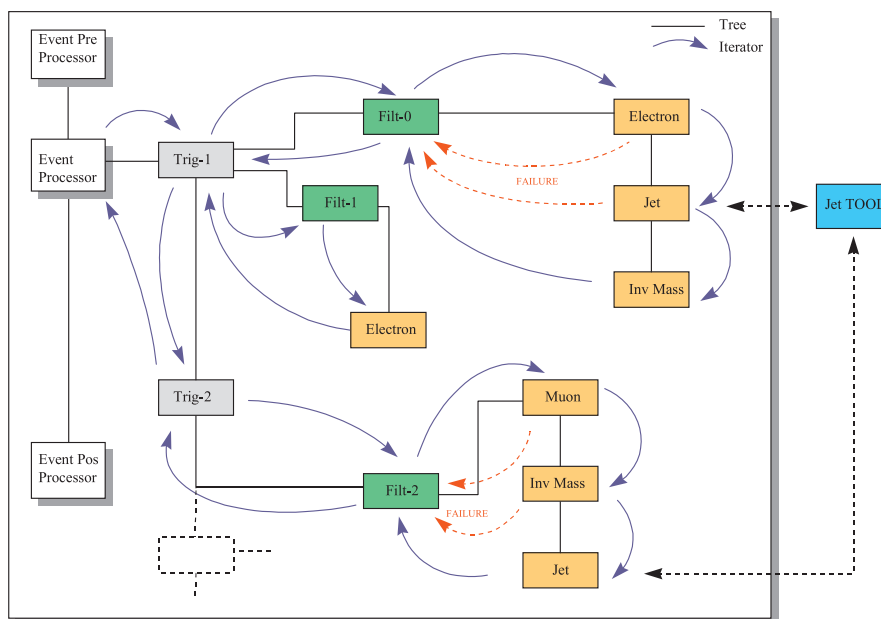 Tree
Iterator
Event Pre
Processor
Event
Processor
Event Pos
Processor
Trig-1
Filt-0
Electron
FAILURE
Jet
Jet TOOL
Filt-1
Inv Mass
Electron
Trig-2
Muon
Filt-2
Inv Mass
FAILURE
Jet